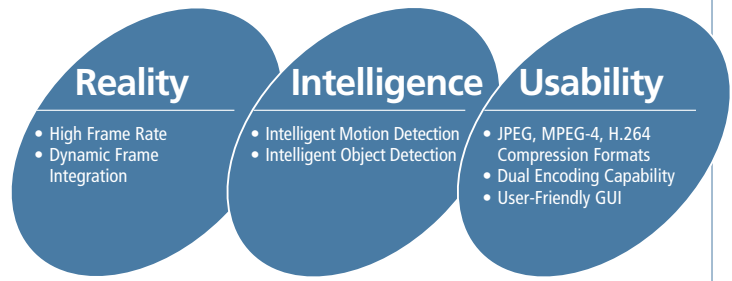 Reality
• High Frame Rate
• Dynamic Frame
Integration
Intelligence
• Intelligent Motion Detection
• Intelligent Object Detection
Usability
• JPEG, MPEG-4, H.264
Compression Formats
• Dual Encoding Capability
• User-Friendly GUI